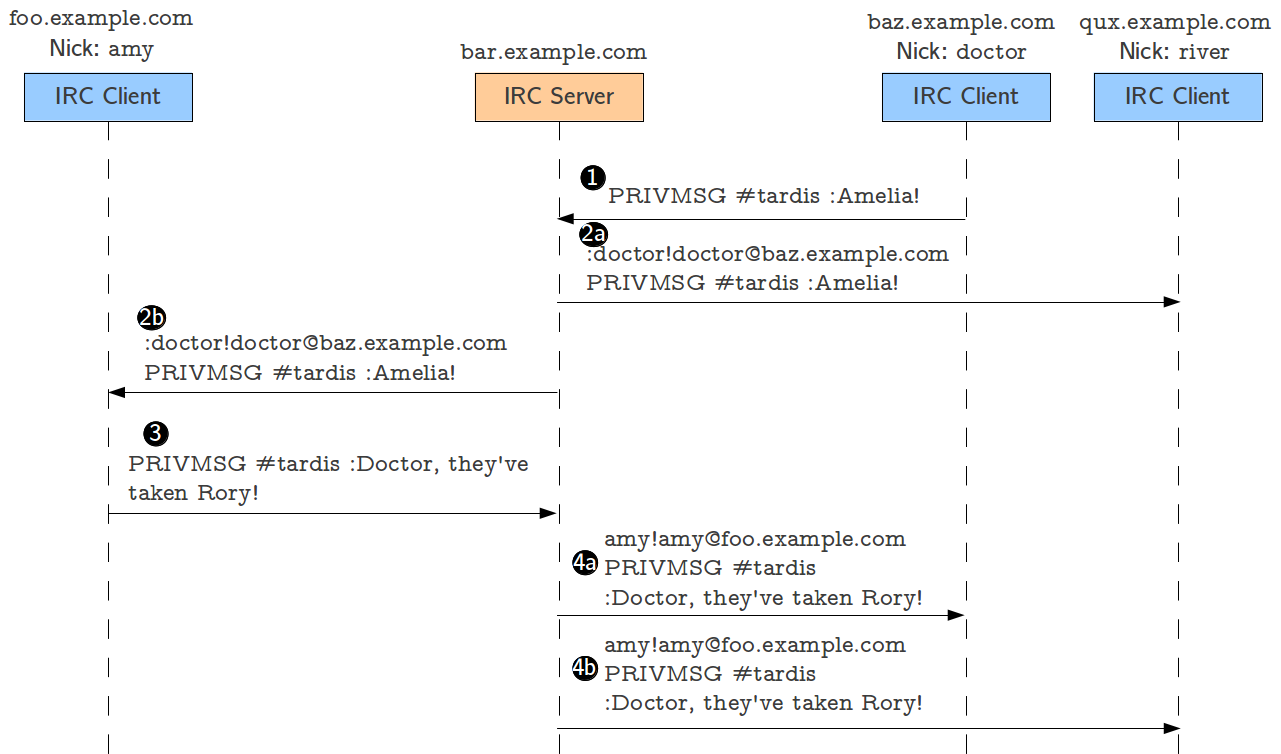 foo.example.com
Nick: amy
IRC Client
bar.example.com
IRC Server
baz.example.com
Nick: doctor
IRC Client
qux.example.com
Nick: river
IRC Client
1
PRIVMSG #tardis :Amelia!
2a
:doctor!doctor@baz.example.com
PRIVMSG #tardis :Amelia!
2b
:doctor!doctor@baz.example.com
PRIVMSG #tardis :Amelia!
3
PRIVMSG #tardis :Doctor, they've
taken Rory!
4a
amy!amy@foo.example.com
PRIVMSG #tardis
:Doctor, they've taken Rory!
4b
amy!amy@foo.example.com
PRIVMSG #tardis
:Doctor, they've taken Rory!